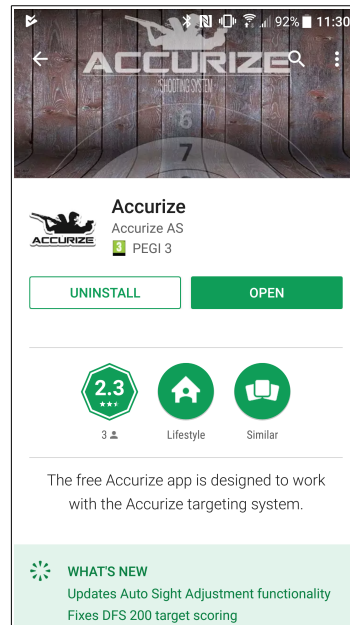 92% 11:30
ACCURIZE
SHOOTING SYSTEM
6
7
ACCURIZE
Accurize
Accurize AS
3 PEGI 3
UNINSTALL
OPEN
2.3
3
Lifestyle
Similar
The free Accurize app is designed to work
with the Accurize targeting system.
WHAT'S NEW
Updates Auto Sight Adjustment functionality
Fixes DFS 200 target scoring